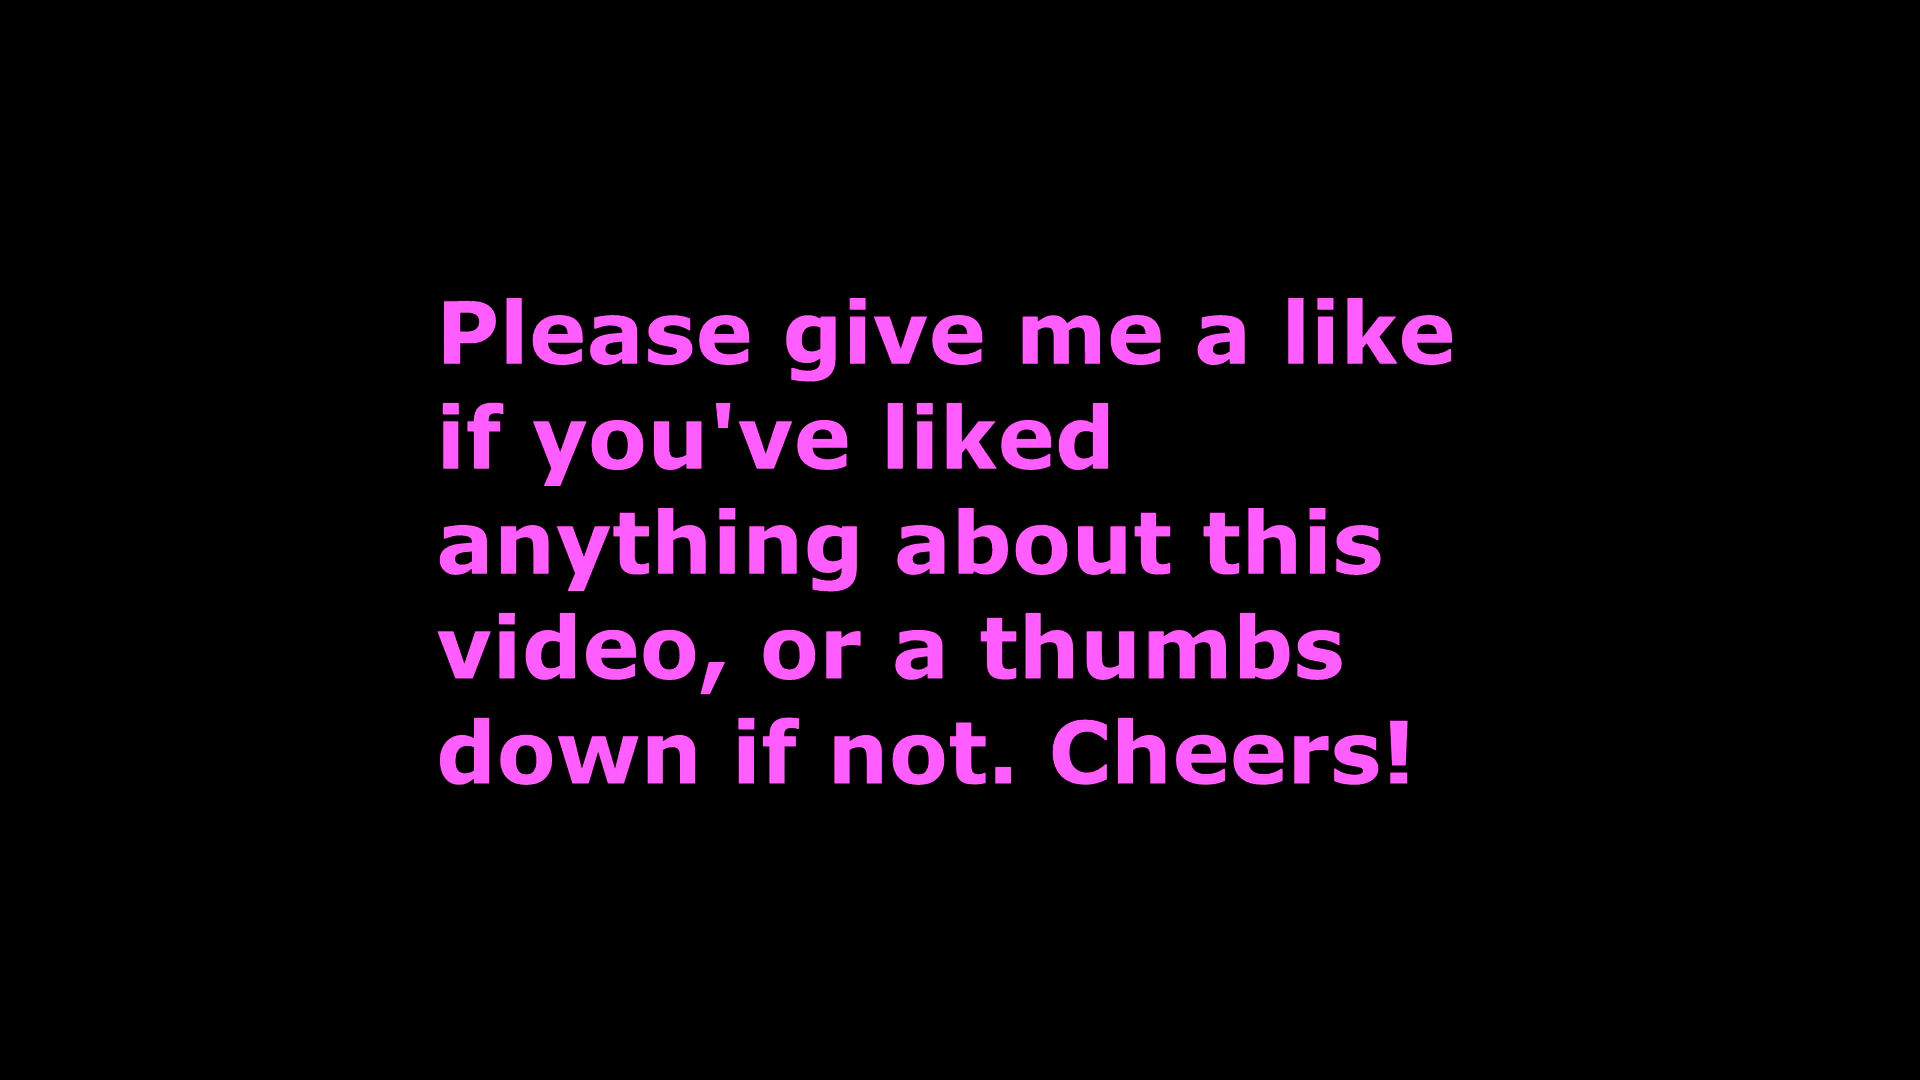 Please give me a like
if you've liked
anything about this
video, or a thumbs
down if not. Cheers!